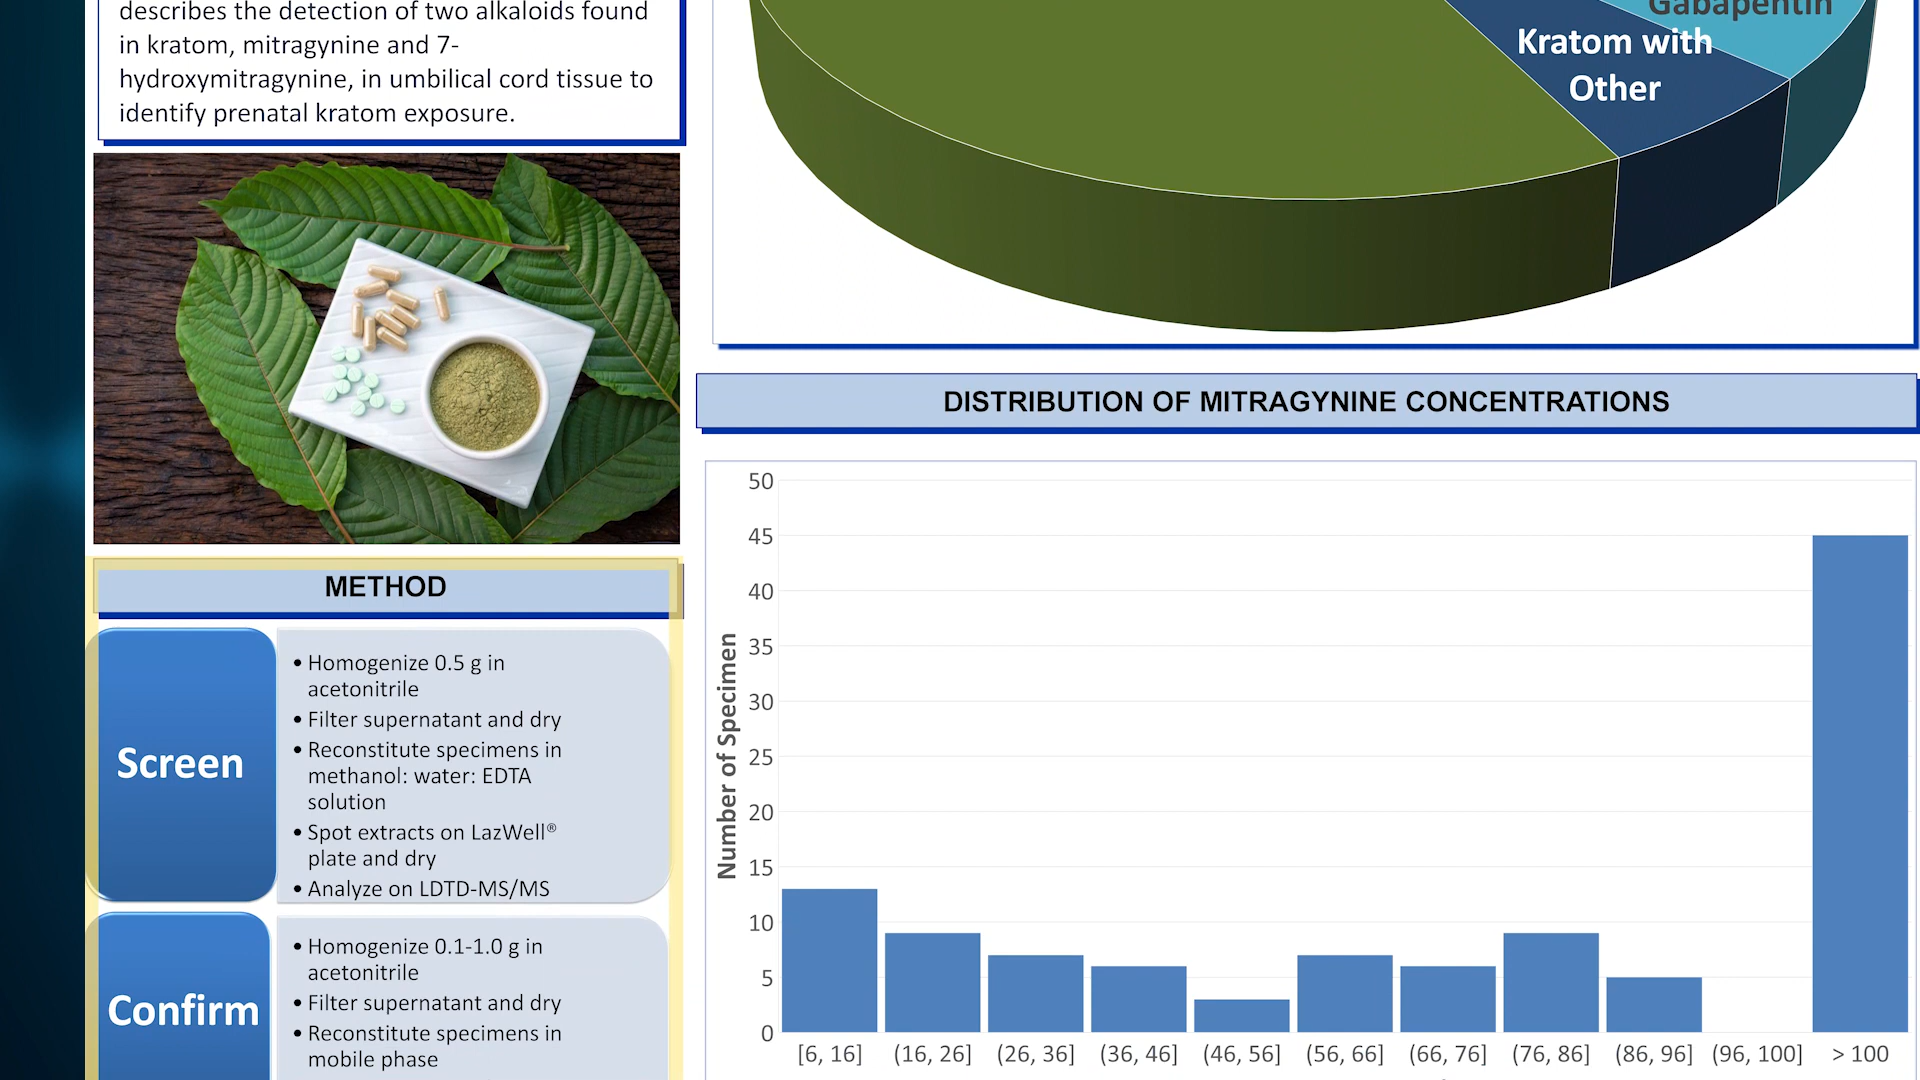 describes the detection of two alkaloids found
in kratom, mitragynine and 7-
hydroxymitragynine, in umbilical cord tissue to
identify prenatal kratom exposure.
METHOD
Screen
• Homogenize 0.5 g in
acetonitrile
• Filter supernatant and dry
• Reconstitute specimens in
methanol: water: EDTA
solution
• Spot extracts on LazWell®
plate and dry
• Analyze on LDTD-MS/MS
Confirm
• Homogenize 0.1-1.0 g in
acetonitrile
• Filter supernatant and dry
• Reconstitute specimens in
mobile phase
Gabapentin
Kratom with
Other
DISTRIBUTION OF MITRAGYNINE CONCENTRATIONS
Number of Specimen
50
45
40
35
30
25
20
15
10
5
0
[6, 16] (16, 26] (26, 36] (36, 46] (46, 56] (56, 66] (66, 76] (76, 86] (86, 96] (96, 100] > 100